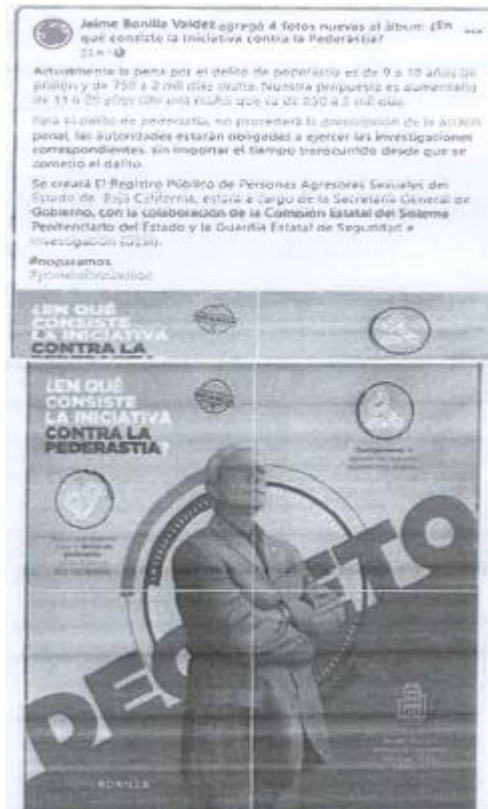 Jaime Bonilla Valdez agregó 4 fotos nuevas al álbum: ¿En
qué consiste la Iniciativa contra la Pederastia?
Actualmente la pena por el delito de pederastia es de 9 a 18 años de
prisión y de 750 a 2 mil días multa. Nuestra propuesta es aumentarlo
de 11 a 20 años con una multa que va de 850 a 3 mil días.
Para el delito de pederastia, no procederá la prescripción de la acción
penal, las autoridades estarán obligadas a ejercer las investigaciones
correspondientes, sin importar el tiempo transcurrido desde que se
cometió el delito.
Se creará El Registro Público de Personas Agresores Sexuales del
Estado de Baja California, estará a cargo de la Secretaría General de
Gobierno, con la colaboración de la Comisión Estatal del Sistema
Penitenciario del Estado y la Guardia Estatal de Seguridad e
Investigación
#noparamos
¿EN QUÉ
CONSISTE
LA INICIATIVA
CONTRA LA
¿EN QUÉ
CONSISTE
LA INICIATIVA
CONTRA LA
PEDERASTIA?
DECRETO
BONILLA